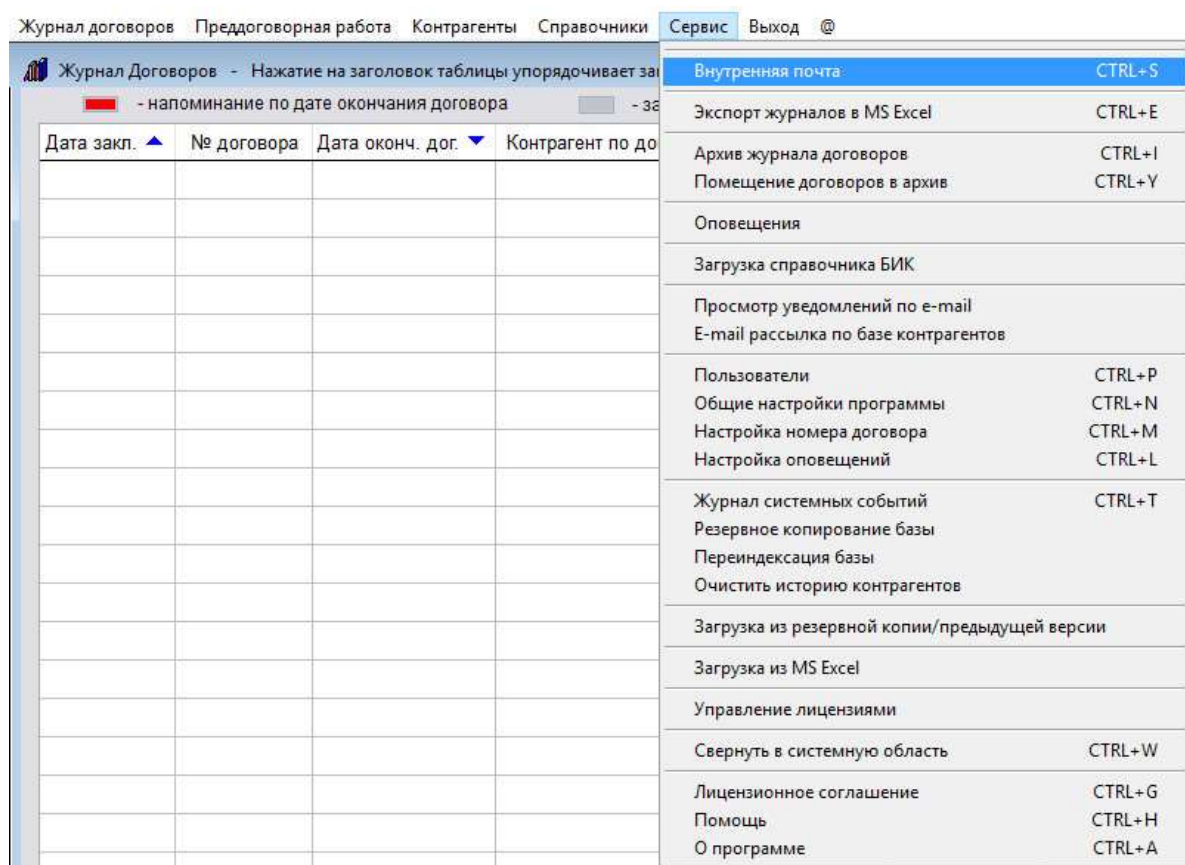 Журнал договоров Преддоговорная работа Контрагенты Справочники Сервис Выход @
Журнал Договоров - Нажатие на заголовок таблицы упорядочивает
- напоминание по дате окончания договора -
Дата закл. № договора Дата оконч. дог. Контрагент по
Внутренняя почта CTRL+S
Экспорт журналов в MS Excel CTRL+E
Архив журнала договоров CTRL+I
Помещение договоров в архив CTRL+Y
Оповещения
Загрузка справочника БИК
Просмотр уведомлений по e-mail
E-mail рассылка по базе контрагентов
Пользователи CTRL+P
Общие настройки программы CTRL+N
Настройка номера договора CTRL+M
Настройка оповещений CTRL+L
Журнал системных событий CTRL+T
Резервное копирование базы
Переиндексация базы
Очистить историю контрагентов
Загрузка из резервной копии/предыдущей версии
Загрузка из MS Excel
Управление лицензиями
Свернуть в системную область CTRL+W
Лицензионное соглашение CTRL+G
Помощь CTRL+H
О программе CTRL+A